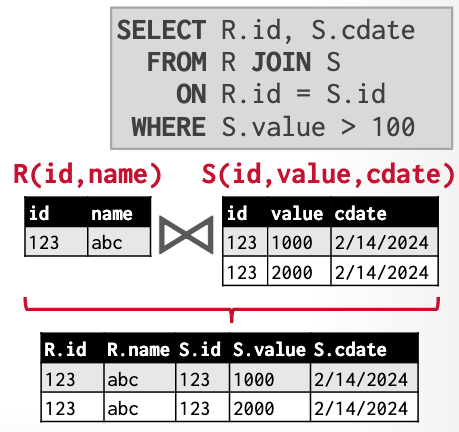 SELECT R.id, S.cdate
FROM R JOIN S
ON R.id = S.id
WHERE S.value > 100
R(id,name) S(id,value,cdate)
id name
123 abc
id value cdate
123 1000 2/14/2024
123 2000 2/14/2024
R.id R.name S.id S.value S.cdate
123 abc 123 1000 2/14/2024
123 abc 123 2000 2/14/2024